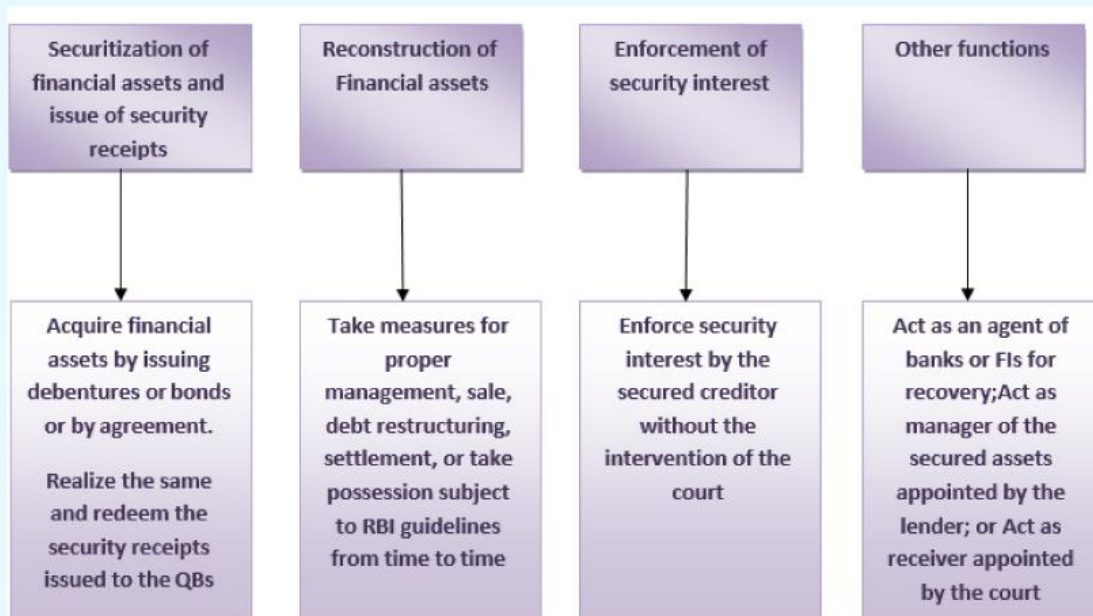 Securitization of
financial assets and
issue of security
receipts
Reconstruction of
Financial assets
Enforcement of
security interest
Other functions
Acquire financial
assets by issuing
debentures or bonds
or by agreement.
Realize the same
and redeem the
security receipts
issued to the QBs
Take measures for
proper
management, sale,
debt restructuring,
settlement, or take
possession subject
to RBI guidelines
from time to time
Enforce security
interest by the
secured creditor
without the
intervention of the
court
Act as an agent of
banks or FIs for
recovery;Act as
manager of the
secured assets
appointed by the
lender; or Act as
receiver appointed
by the court